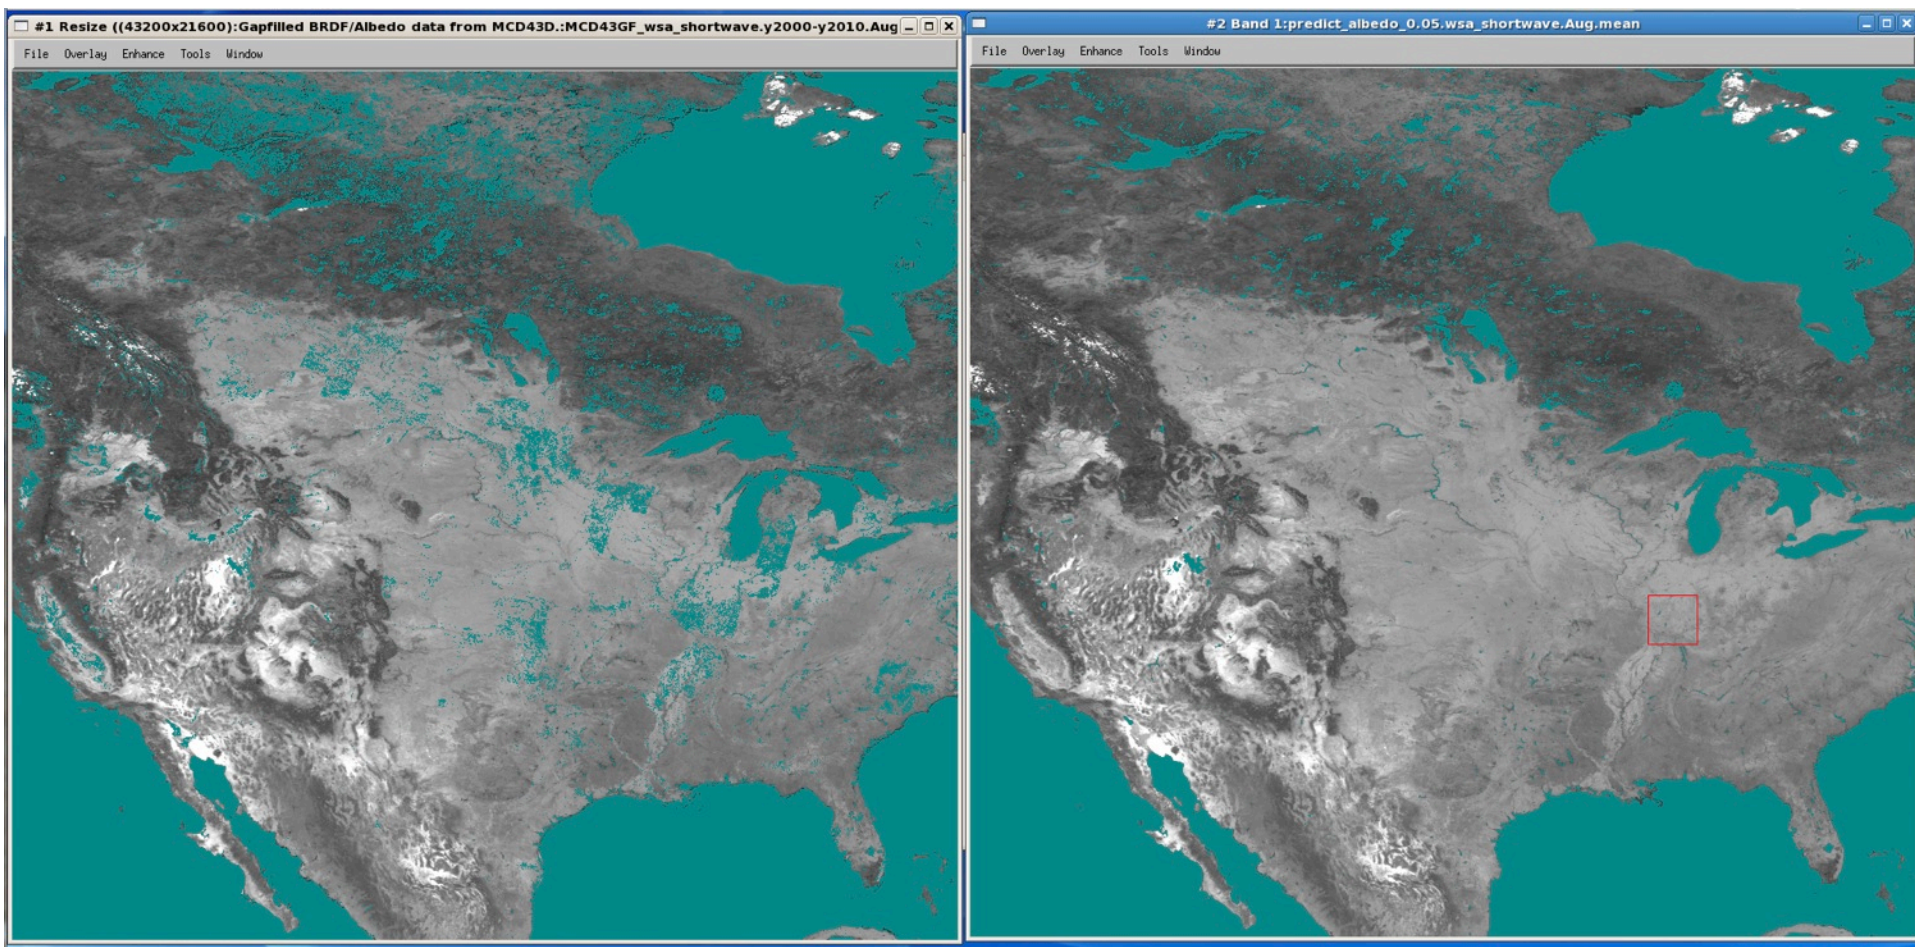 #1 Resize ((43200x21600):Gapfilled BRDF/Albedo data from MCD43D.:MCD43GF_wsa_shortwave.y2000-y2010.Aug
File Overlay Enhance Tools Window
#2 Band 1:predict_albedo_0.05.wsa_shortwave.Aug.mean
File Overlay Enhance Tools Window